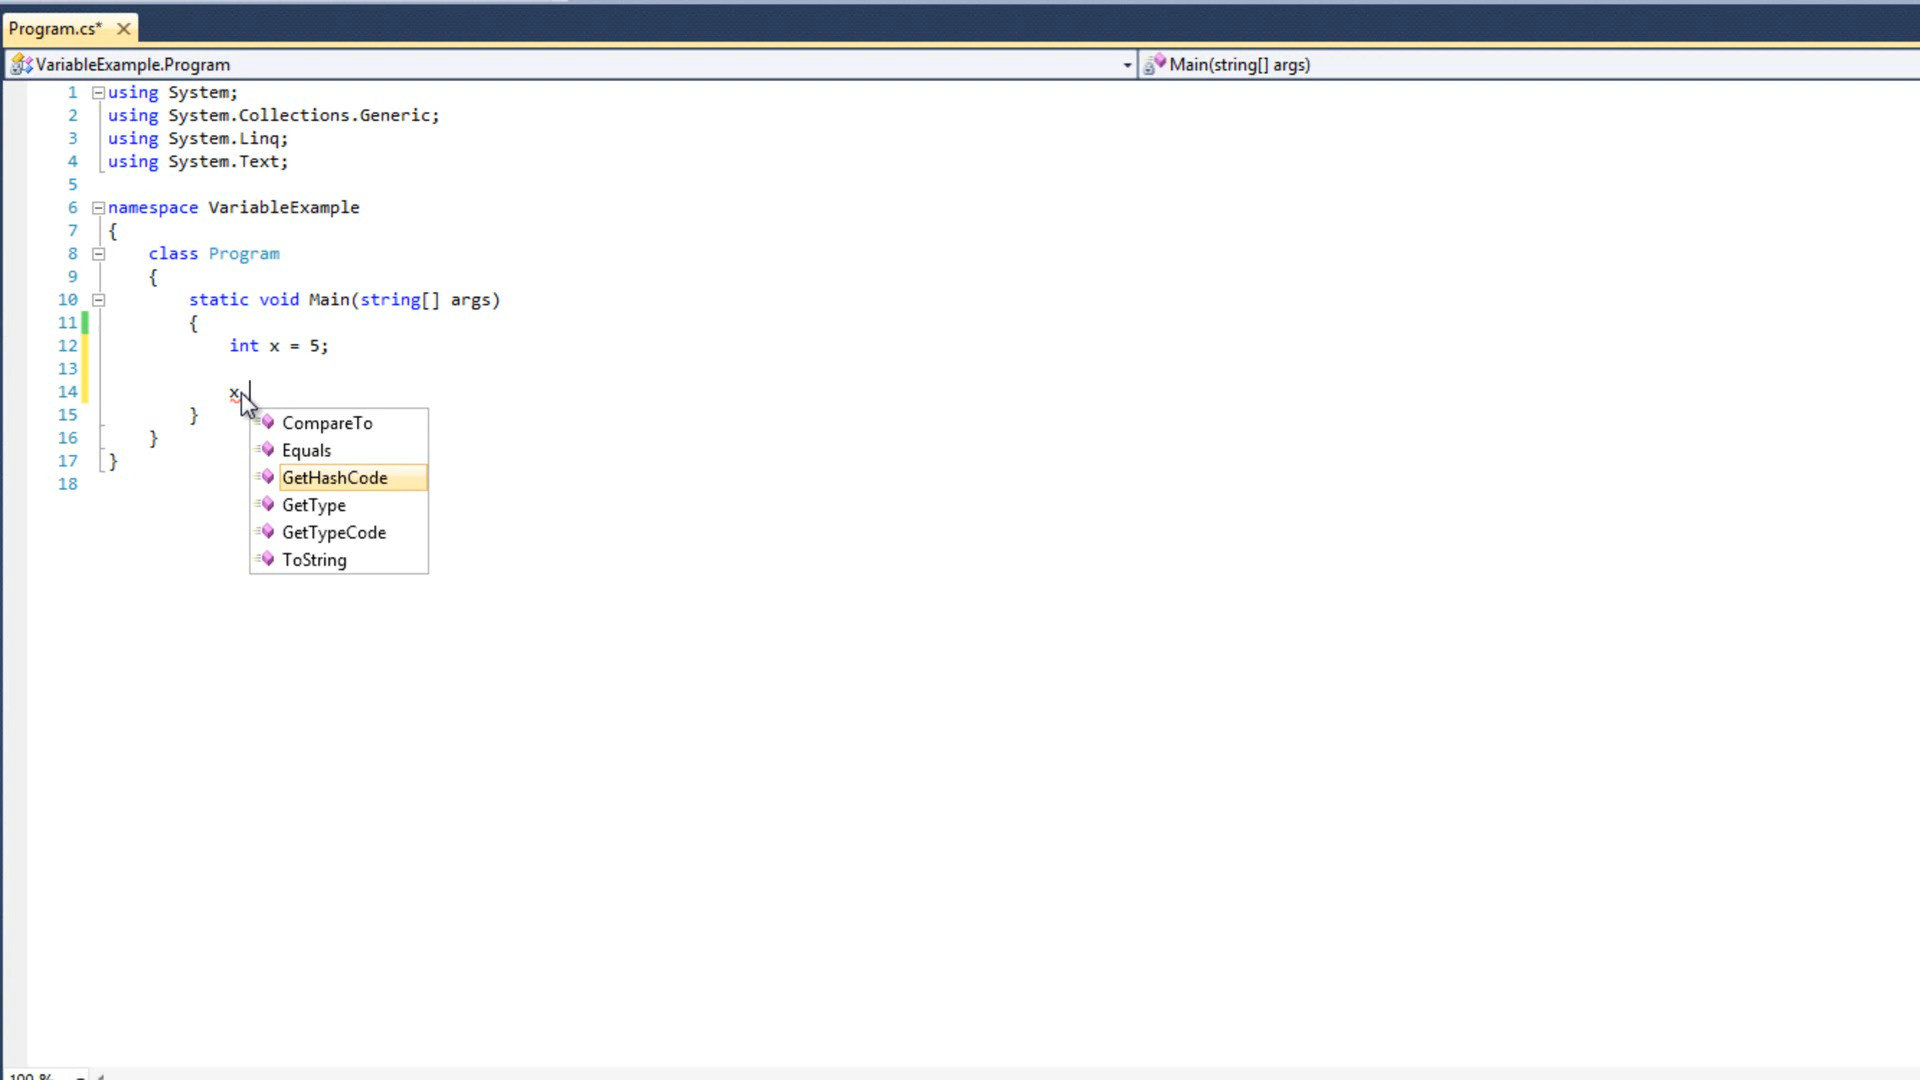 Program.cs*
VariableExample.Program
Main(string[] args)
1 using System;
2 using System.Collections.Generic;
3 using System.Linq;
4 using System.Text;
5
6 namespace VariableExample
7 {
8 class Program
9 {
10 static void Main(string[] args)
11 {
12 int x = 5;
13
14 x
15 }
16 }
17 }
18
CompareTo
Equals
GetHashCode
GetType
GetTypeCode
ToString
100 %